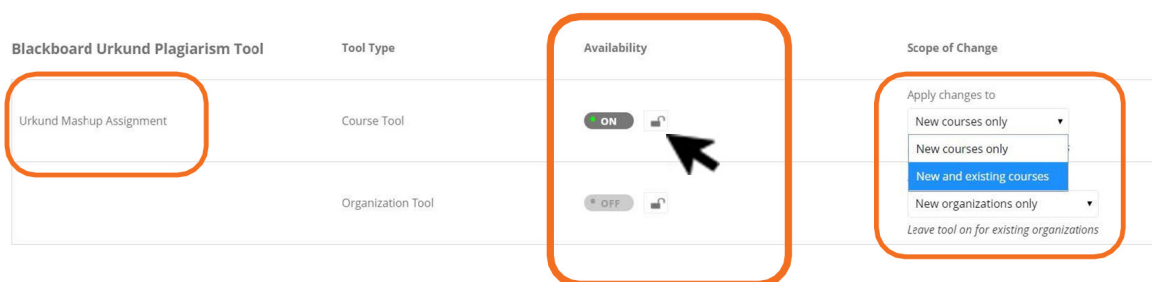 Blackboard Urkund Plagiarism Tool
Tool Type
Availability
Scope of Change
Apply changes to
Urkund Mashup Assignment
Course Tool
ON
New courses only
New courses only
New and existing courses
Organization Tool
OFF
New organizations only
Leave tool on for existing organizations